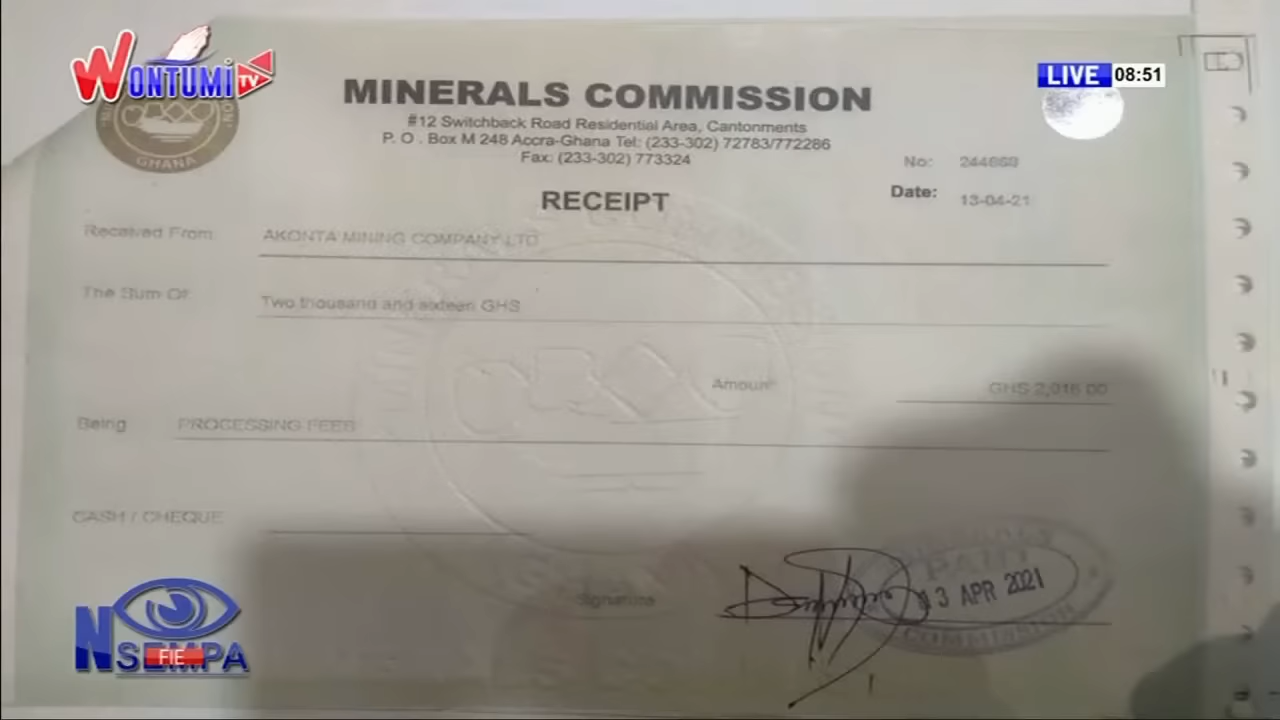 WONTUMI TV
LIVE 08:51
GHANA
MINERALS COMMISSION
#12 Switchback Road Residential Area, Cantonments
P. O . Box M 248 Accra-Ghana Tel: (233-302) 72783/772286
Fax: (233-302) 773324
No:
Date: 13-04-21
RECEIPT
Received From: AKONTA MINING COMPANY LTD
The Sum Of: Two thousand and sixteen GHS
Amount GHS 2,016.00
Being PROCESSING FEES
CASH / CHEQUE
Signature
MINERALS
PAID
13 APR 2021
COMMISSION
NSEMPA
FIE